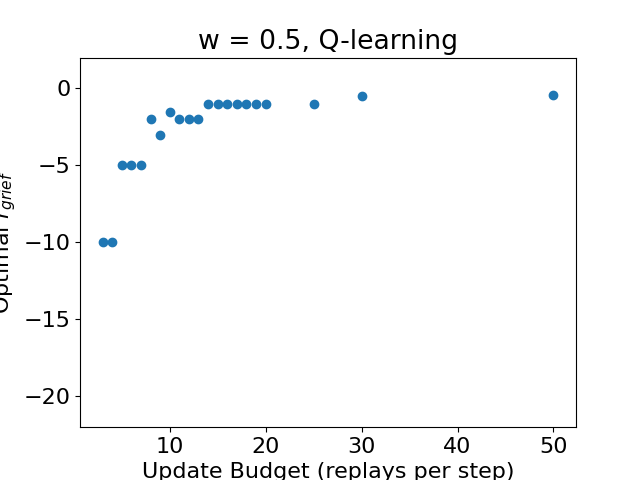 w = 0.5, Q-learning
Optimal r_grief
0
−5
−10
−15
−20
10 20 30 40 50
Update Budget (replays per step)